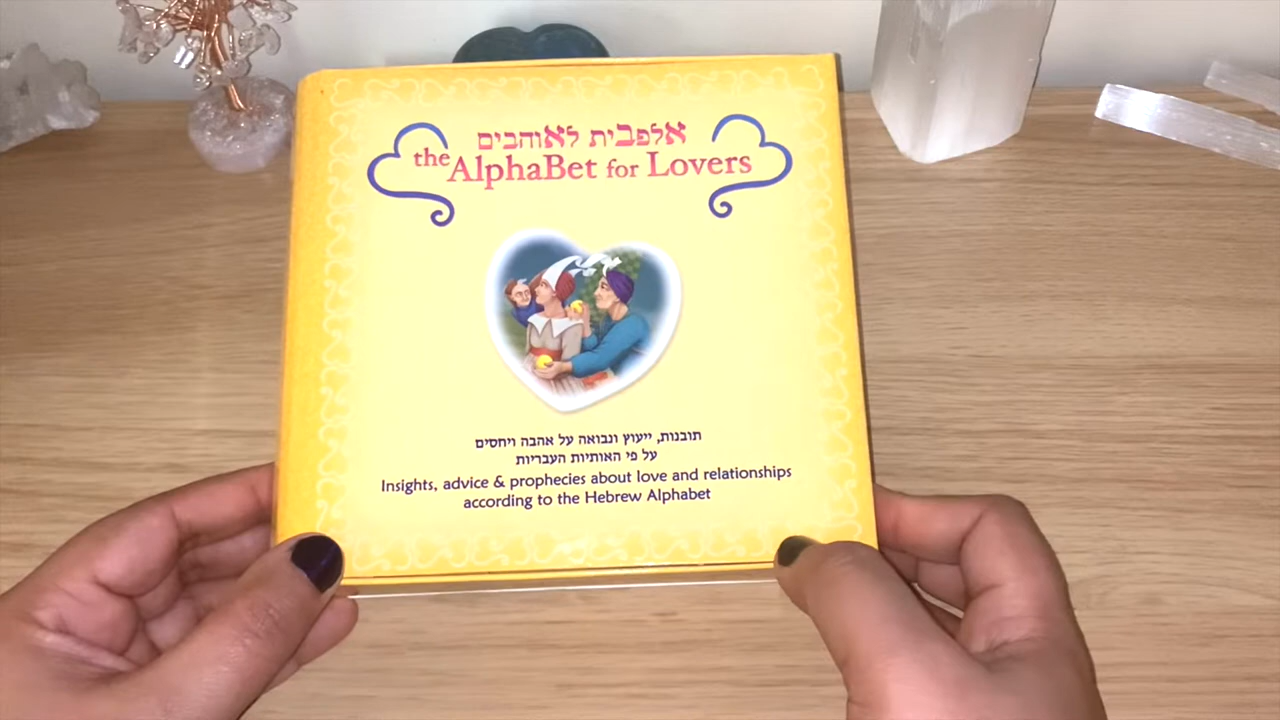 אלפבית לאוהבים
the AlphaBet for Lovers
תובנות, ייעוץ ונבואה על אהבה ויחסים
על פי האותיות העבריות
Insights, advice & prophecies about love and relationships
according to the Hebrew Alphabet